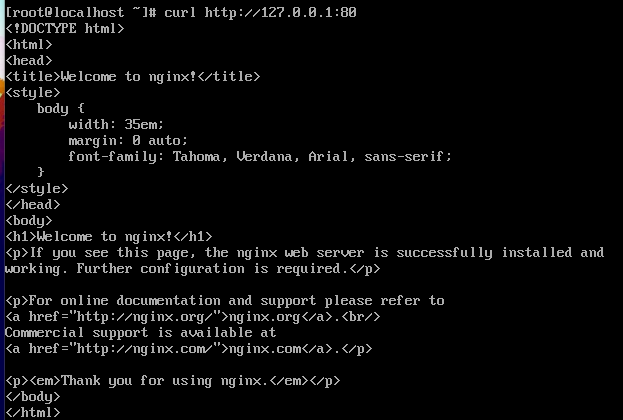 [root@localhost ~]# curl http://127.0.0.1:80
<!DOCTYPE html>
<html>
<head>
<title>Welcome to nginx!</title>
<style>
    body {
        width: 35em;
        margin: 0 auto;
        font-family: Tahoma, Verdana, Arial, sans-serif;
    }
</style>
</head>
<body>
<h1>Welcome to nginx!</h1>
<p>If you see this page, the nginx web server is successfully installed and
working. Further configuration is required.</p>

<p>For online documentation and support please refer to
<a href="http://nginx.org/">nginx.org</a>.<br/>
Commercial support is available at
<a href="http://nginx.com/">nginx.com</a>.</p>

<p><em>Thank you for using nginx.</em></p>
</body>
</html>